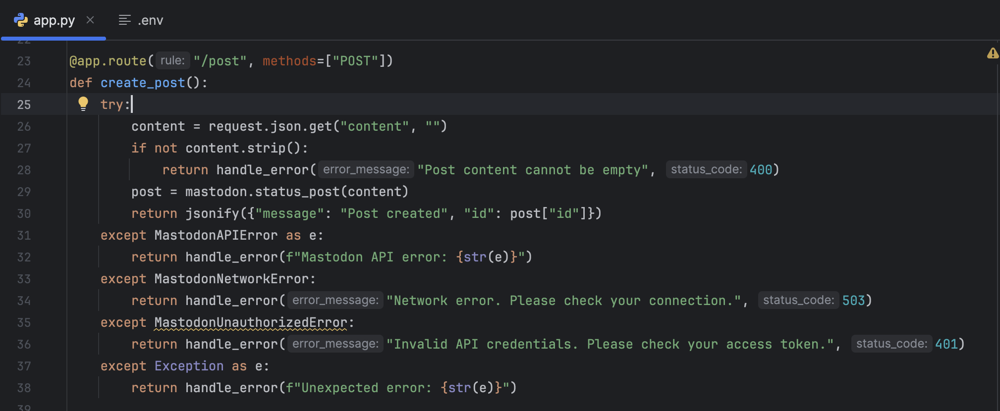 app.py
.env
22
23 @app.route(rule: "/post", methods=["POST"])
24 def create_post():
25 try:
26 content = request.json.get("content", "")
27 if not content.strip():
28 return handle_error(error_message: "Post content cannot be empty", status_code: 400)
29 post = mastodon.status_post(content)
30 return jsonify({"message": "Post created", "id": post["id"]})
31 except MastodonAPIError as e:
32 return handle_error(f"Mastodon API error: {str(e)}")
33 except MastodonNetworkError:
34 return handle_error(error_message: "Network error. Please check your connection.", status_code: 503)
35 except MastodonUnauthorizedError:
36 return handle_error(error_message: "Invalid API credentials. Please check your access token.", status_code: 401)
37 except Exception as e:
38 return handle_error(f"Unexpected error: {str(e)}")
39